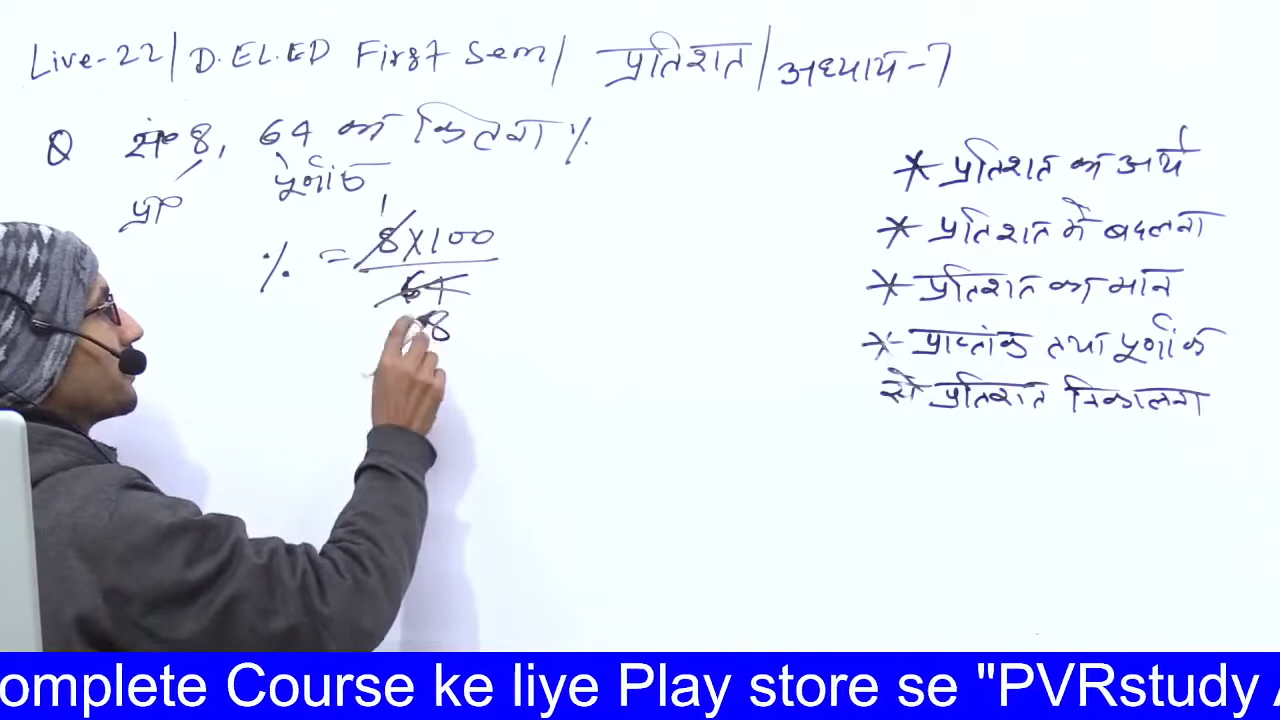 Live-22/ D.EL.ED First Sem/ प्रतिशत/ अध्याय-7
Q सं० 8, 64 का कितना %
प्रा पूर्णांक
1
% = 8×100
64
8
* प्रतिशत का अर्थ
* प्रतिशत में बदलना
* प्रतिशत का मान
* प्राप्तांक तथा पूर्णांक
से प्रतिशत निकालना
omplete Course ke liye Play store se "PVRstudy A